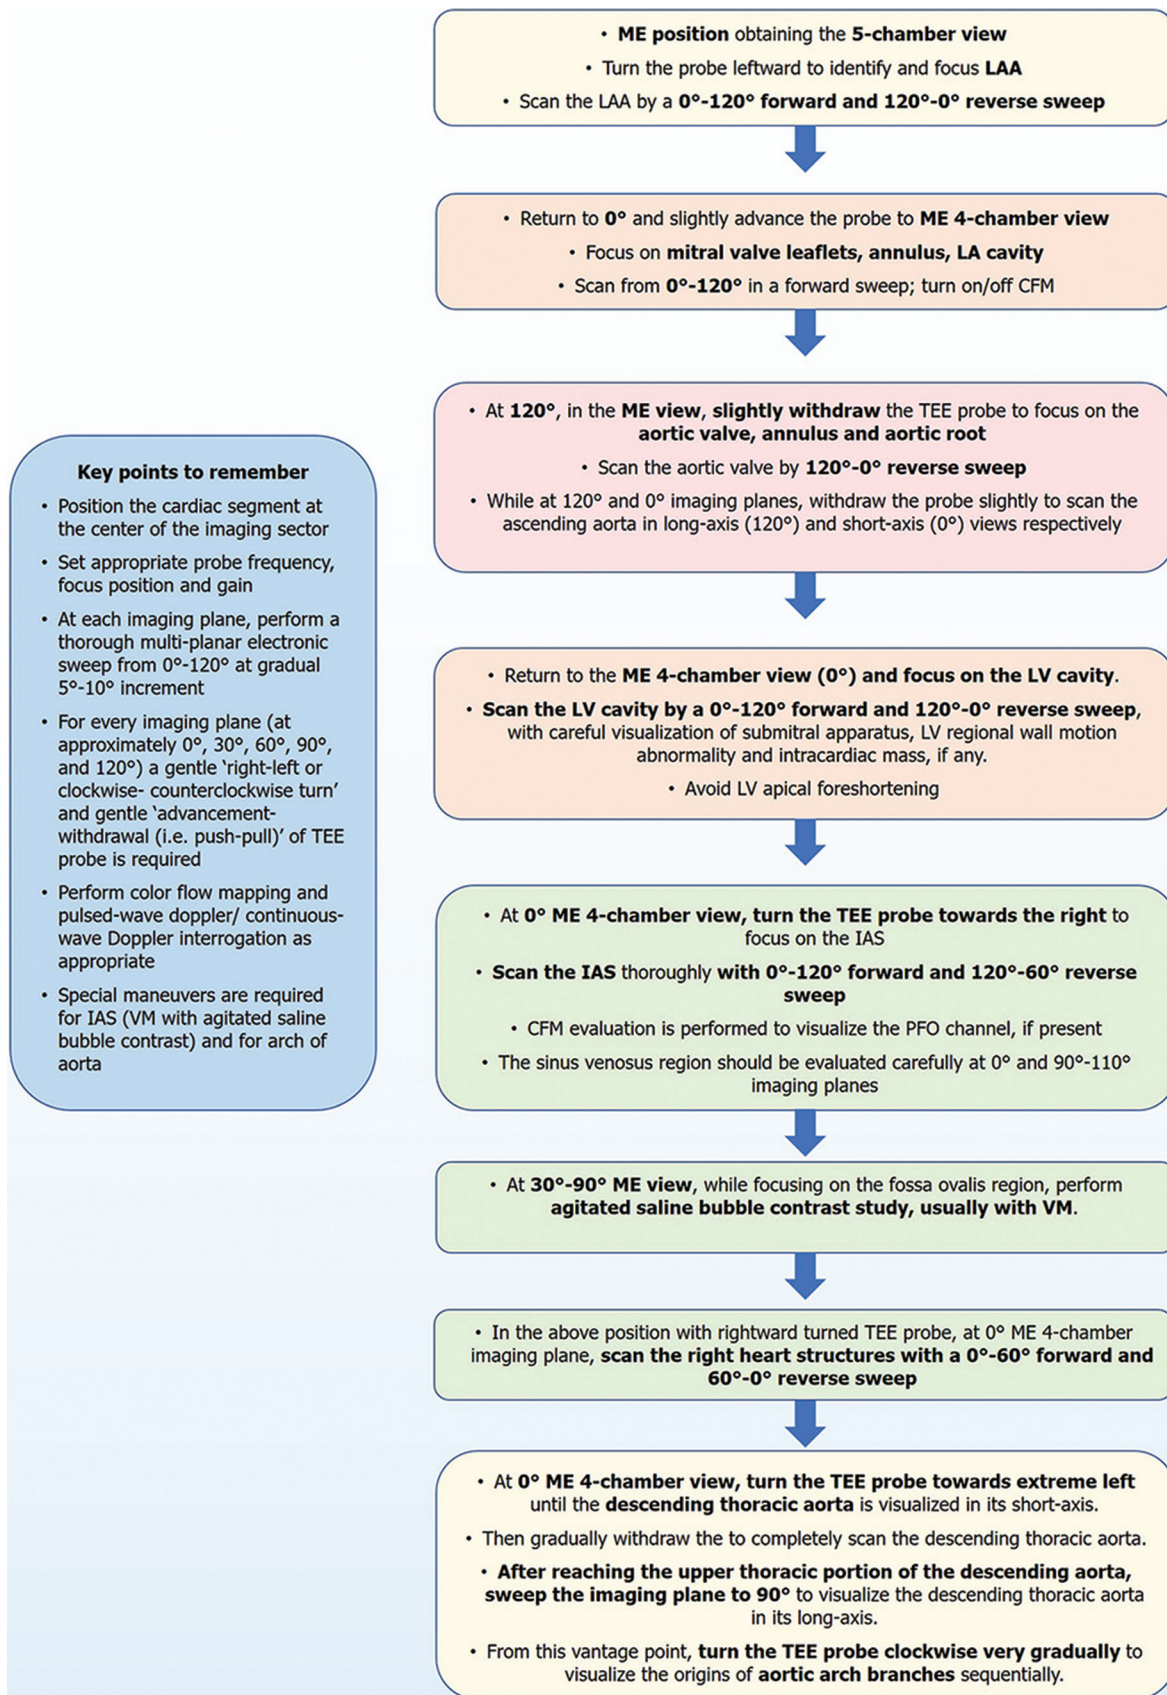 • ME position obtaining the 5-chamber view
• Turn the probe leftward to identify and focus LAA
• Scan the LAA by a 0°-120° forward and 120°-0° reverse sweep
• Return to 0° and slightly advance the probe to ME 4-chamber view
• Focus on mitral valve leaflets, annulus, LA cavity
• Scan from 0°-120° in a forward sweep; turn on/off CFM
• At 120°, in the ME view, slightly withdraw the TEE probe to focus on the
aortic valve, annulus and aortic root
• Scan the aortic valve by 120°-0° reverse sweep
• While at 120° and 0° imaging planes, withdraw the probe slightly to scan the
ascending aorta in long-axis (120°) and short-axis (0°) views respectively
Key points to remember
• Position the cardiac segment at
the center of the imaging sector
• Set appropriate probe frequency,
focus position and gain
• At each imaging plane, perform a
thorough multi-planar electronic
sweep from 0°-120° at gradual
5°-10° increment
• For every imaging plane (at
approximately 0°, 30°, 60°, 90°,
and 120°) a gentle ‘right-left or
clockwise- counterclockwise turn’
and gentle ‘advancement-
withdrawal (i.e. push-pull)’ of TEE
probe is required
• Perform color flow mapping and
pulsed-wave doppler/ continuous-
wave Doppler interrogation as
appropriate
• Special maneuvers are required
for IAS (VM with agitated saline
bubble contrast) and for arch of
aorta
• Return to the ME 4-chamber view (0°) and focus on the LV cavity.
• Scan the LV cavity by a 0°-120° forward and 120°-0° reverse sweep,
with careful visualization of submitral apparatus, LV regional wall motion
abnormality and intracardiac mass, if any.
• Avoid LV apical foreshortening
• At 0° ME 4-chamber view, turn the TEE probe towards the right to
focus on the IAS
• Scan the IAS thoroughly with 0°-120° forward and 120°-60° reverse
sweep
• CFM evaluation is performed to visualize the PFO channel, if present
• The sinus venosus region should be evaluated carefully at 0° and 90°-110°
imaging planes
• At 30°-90° ME view, while focusing on the fossa ovalis region, perform
agitated saline bubble contrast study, usually with VM.
• In the above position with rightward turned TEE probe, at 0° ME 4-chamber
imaging plane, scan the right heart structures with a 0°-60° forward and
60°-0° reverse sweep
• At 0° ME 4-chamber view, turn the TEE probe towards extreme left
until the descending thoracic aorta is visualized in its short-axis.
• Then gradually withdraw the to completely scan the descending thoracic aorta.
• After reaching the upper thoracic portion of the descending aorta,
sweep the imaging plane to 90° to visualize the descending thoracic aorta
in its long-axis.
• From this vantage point, turn the TEE probe clockwise very gradually to
visualize the origins of aortic arch branches sequentially.